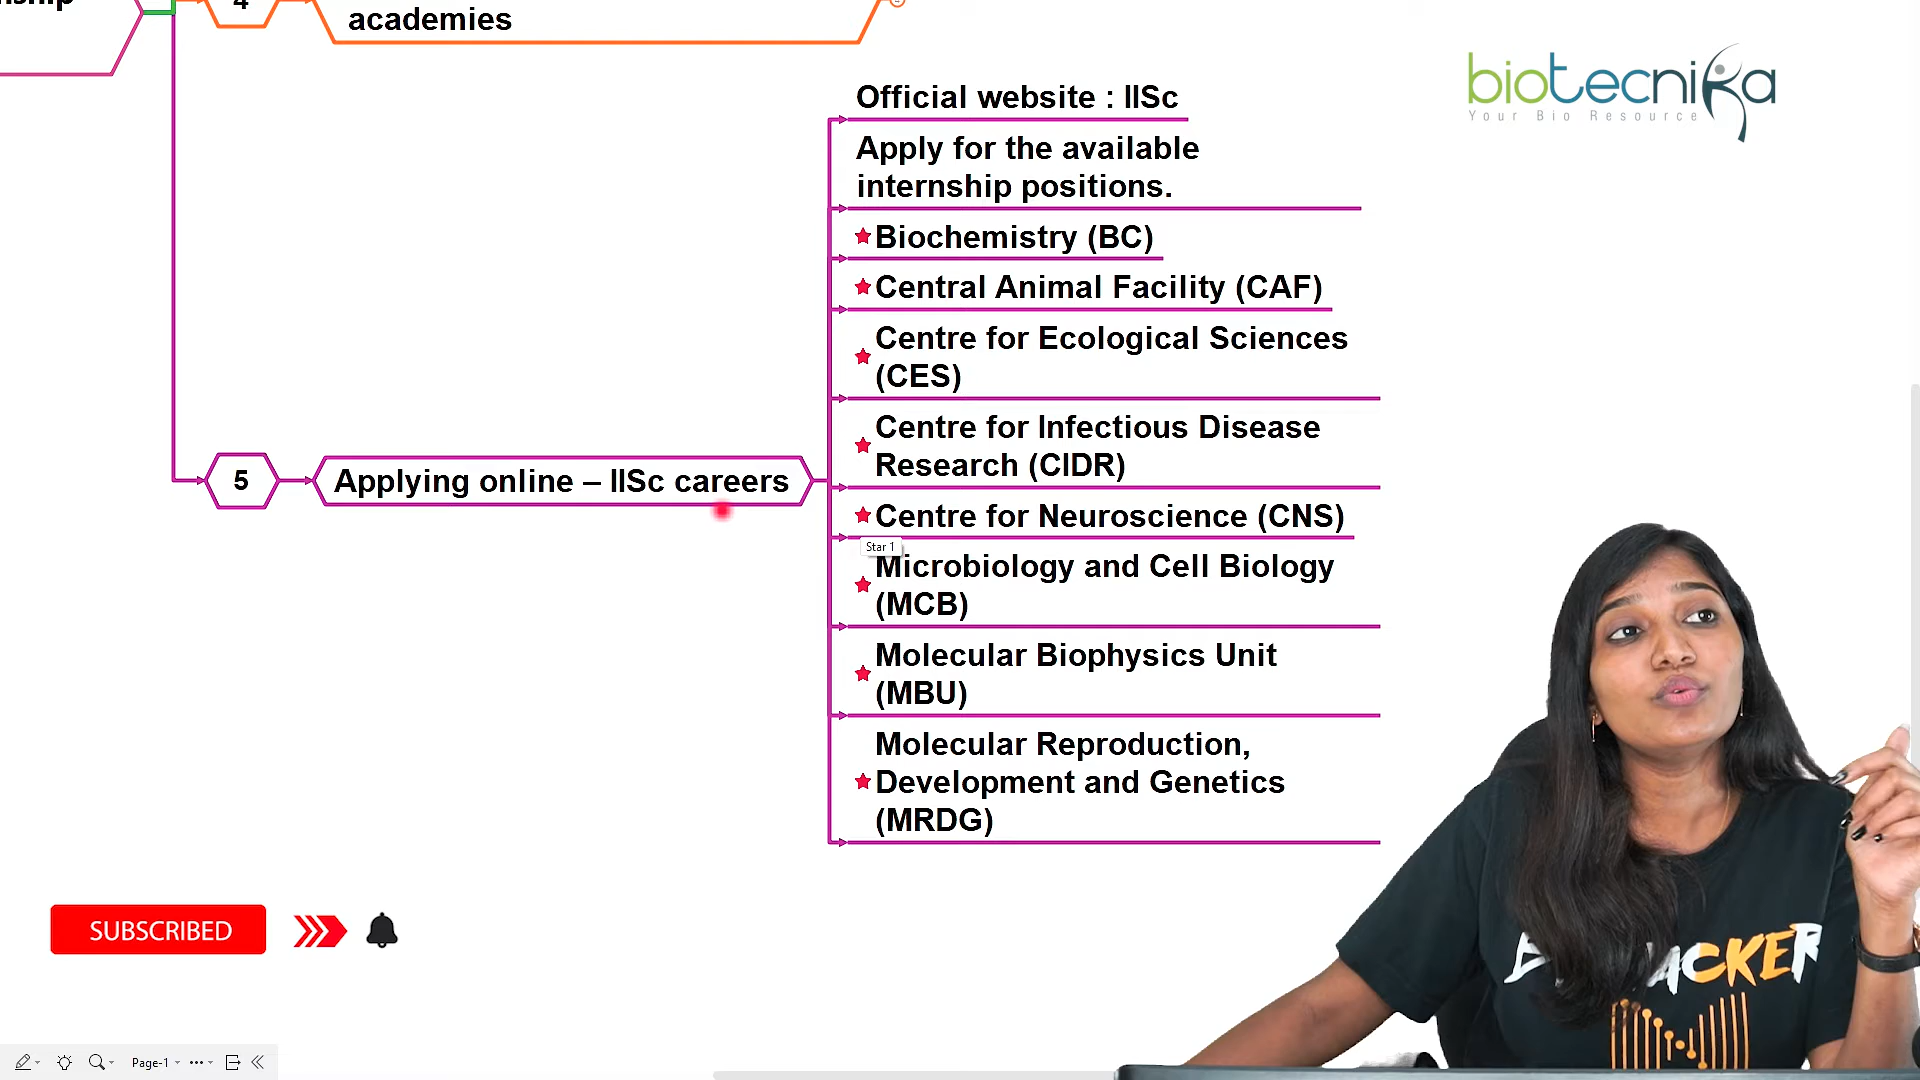 4
academies
biotecnika
Your Bio Resource
Official website : IISc
Apply for the available
internship positions.
Biochemistry (BC)
Central Animal Facility (CAF)
Centre for Ecological Sciences
(CES)
Centre for Infectious Disease
Research (CIDR)
5
Applying online – IISc careers
Centre for Neuroscience (CNS)
Star 1
Microbiology and Cell Biology
(MCB)
Molecular Biophysics Unit
(MBU)
Molecular Reproduction,
Development and Genetics
(MRDG)
SUBSCRIBED
Page-1